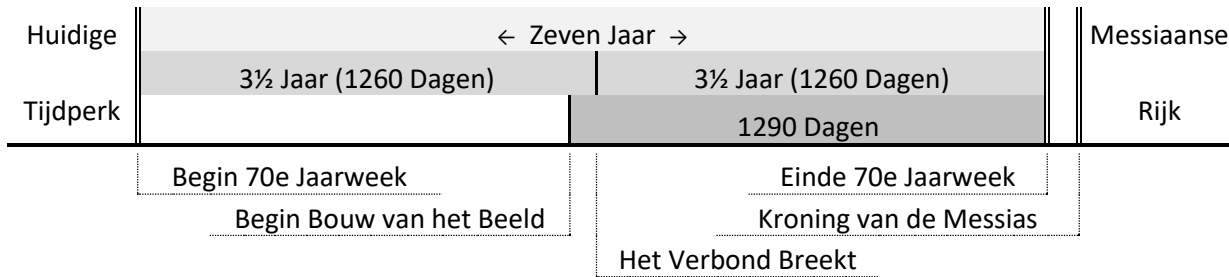 Huidige ← Zeven Jaar → Messiaanse
3½ Jaar (1260 Dagen) 3½ Jaar (1260 Dagen)
Tijdperk 1290 Dagen Rijk
Begin 70e Jaarweek Einde 70e Jaarweek
Begin Bouw van het Beeld Kroning van de Messias
Het Verbond Breekt